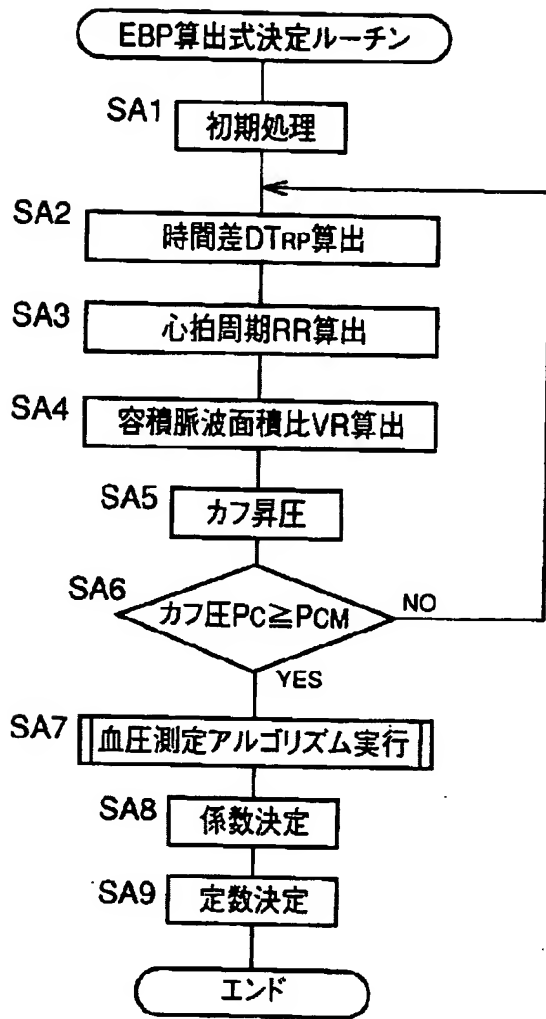 EBP算出式決定ルーチン
SA1
初期処理
SA2
時間差DTRP算出
SA3
心拍周期RR算出
SA4
容積脈波面積比VR算出
SA5
カフ昇圧
SA6
カフ圧PC≧PCM
NO
YES
SA7
血圧測定アルゴリズム実行
SA8
係数決定
SA9
定数決定
エンド